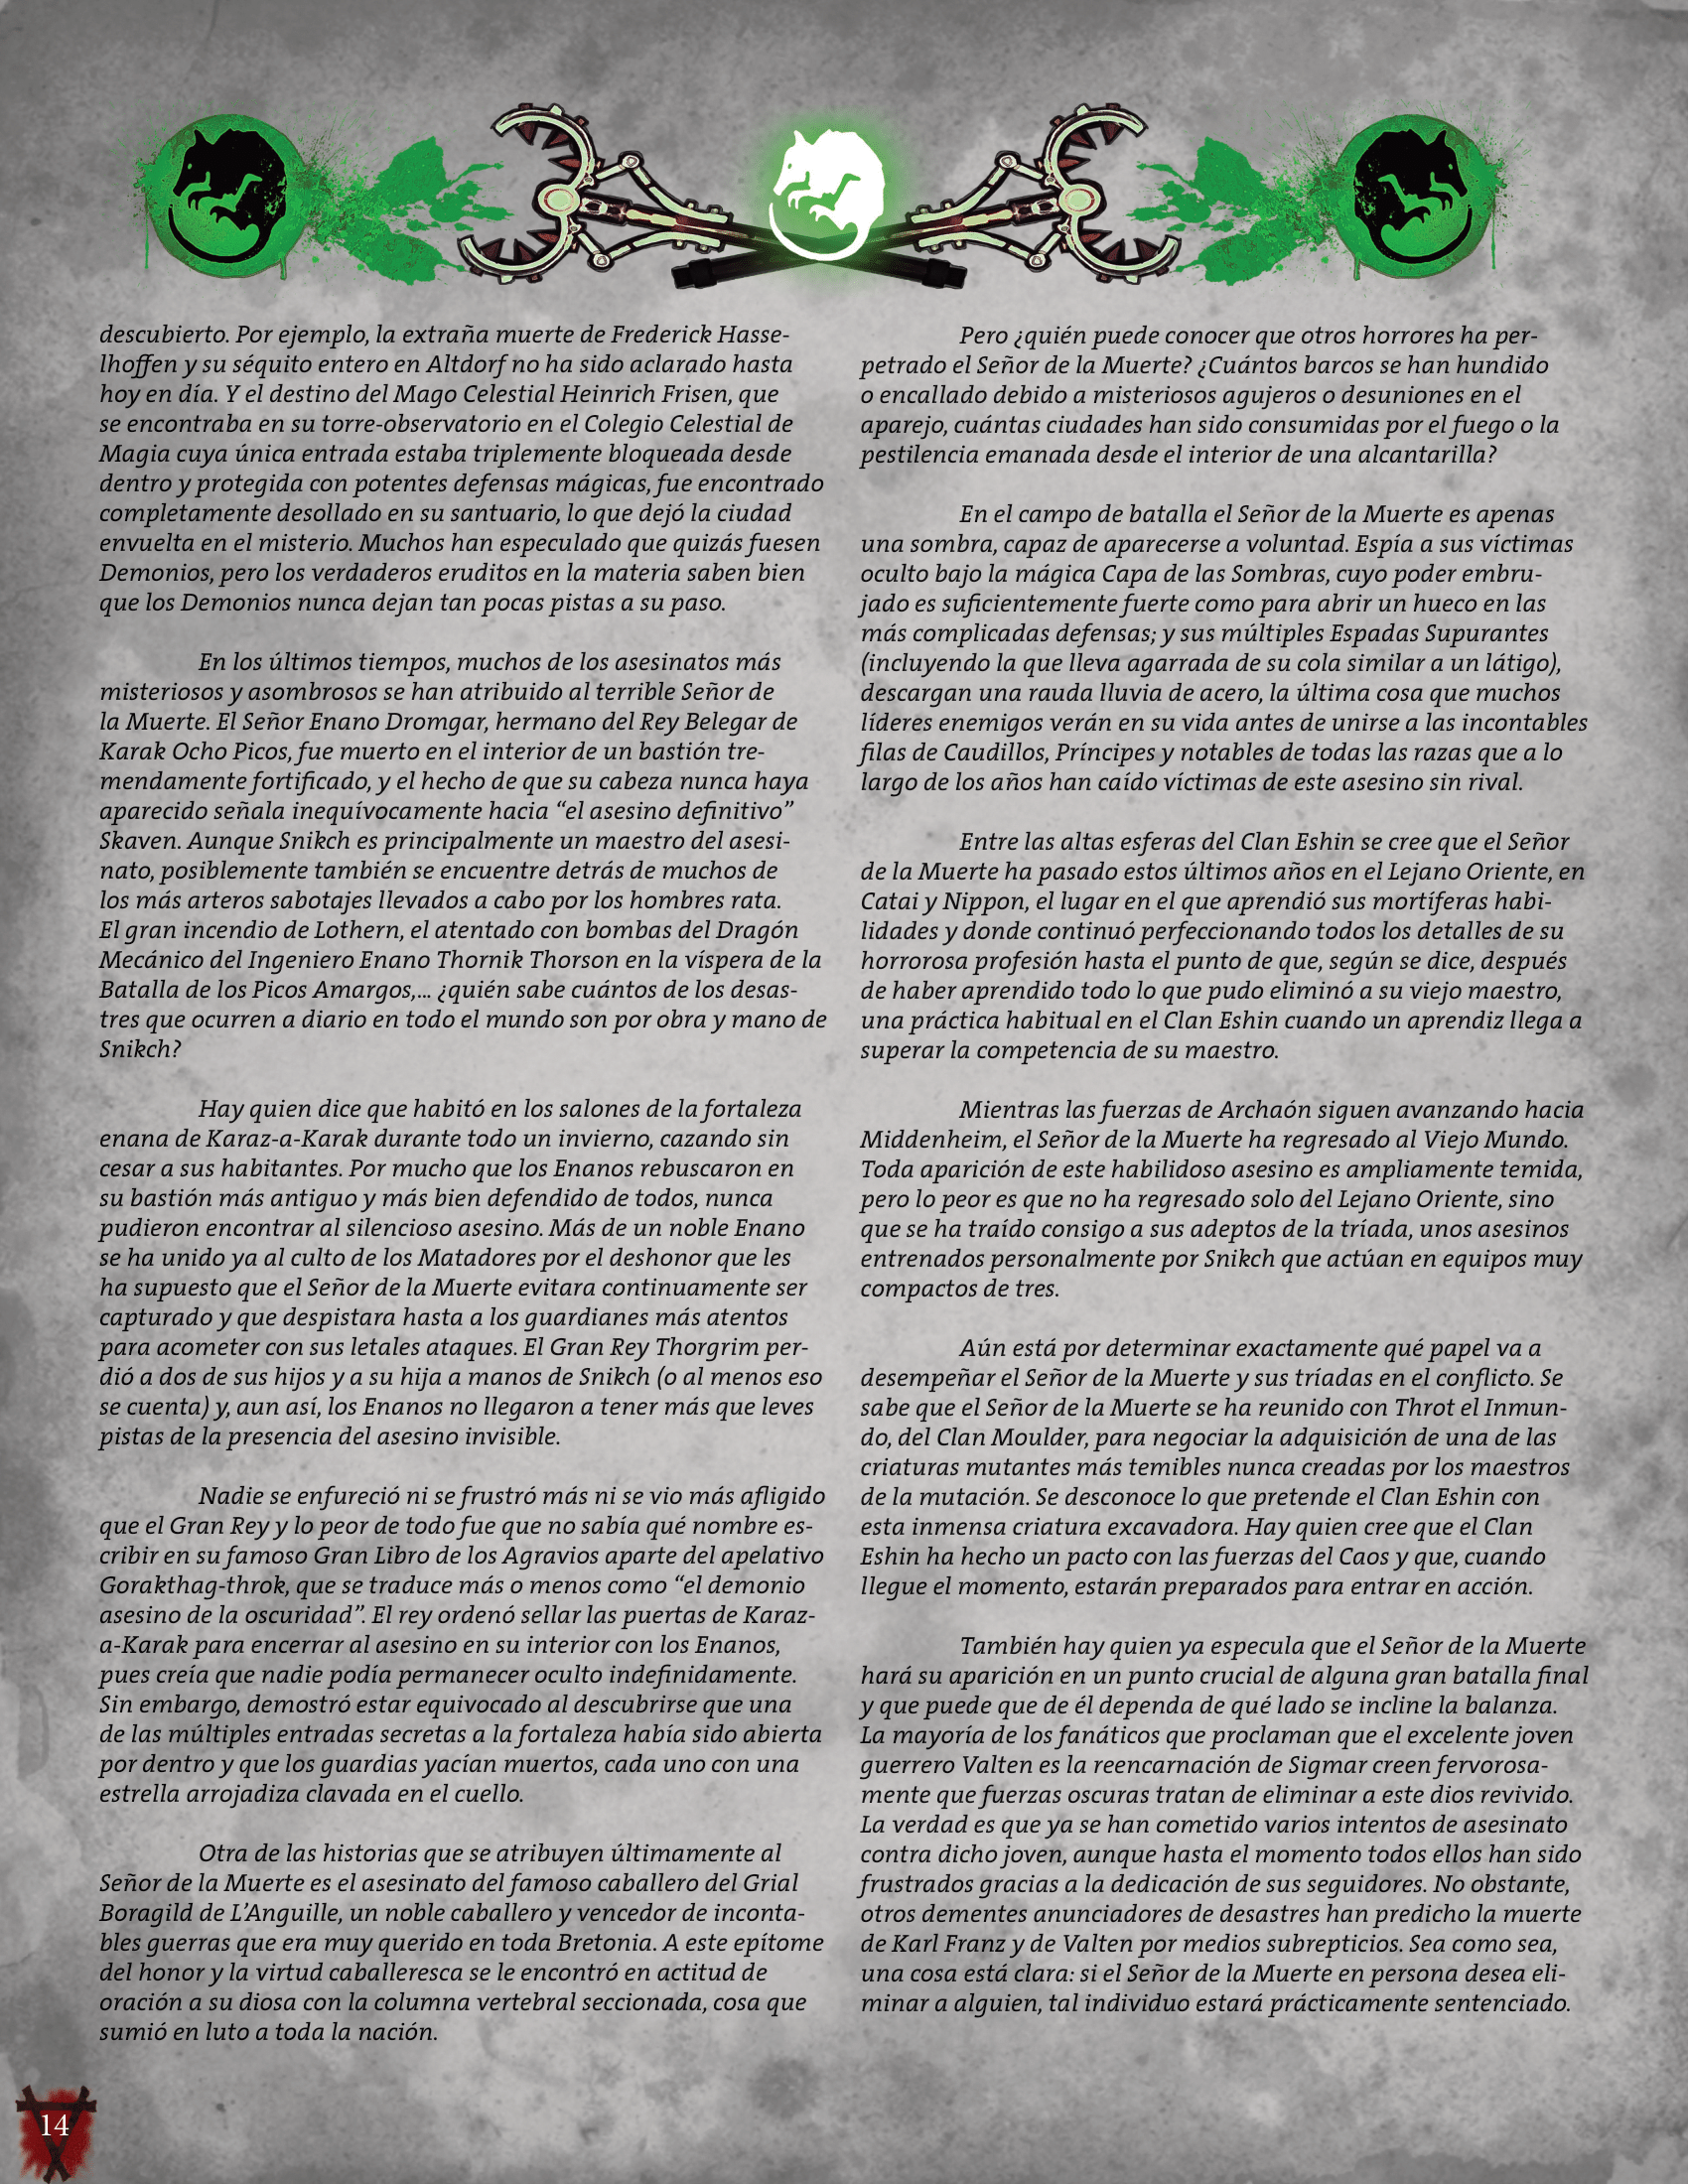 descubierto. Por ejemplo, la extraña muerte de Frederick Hasse-
lhoffen y su séquito entero en Altdorf no ha sido aclarado hasta
hoy en día. Y el destino del Mago Celestial Heinrich Frisen, que
se encontraba en su torre-observatorio en el Colegio Celestial de
Magia cuya única entrada estaba triplemente bloqueada desde
dentro y protegida con potentes defensas mágicas, fue encontrado
completamente desollado en su santuario, lo que dejó la ciudad
envuelta en el misterio. Muchos han especulado que quizás fuesen
Demonios, pero los verdaderos eruditos en la materia saben bien
que los Demonios nunca dejan tan pocas pistas a su paso.
En los últimos tiempos, muchos de los asesinatos más
misteriosos y asombrosos se han atribuido al terrible Señor de
la Muerte. El Señor Enano Dromgar, hermano del Rey Belegar de
Karak Ocho Picos, fue muerto en el interior de un bastión tre-
mendamente fortificado, y el hecho de que su cabeza nunca haya
aparecido señala inequívocamente hacia “el asesino definitivo”
Skaven. Aunque Snikch es principalmente un maestro del asesi-
nato, posiblemente también se encuentre detrás de muchos de
los más arteros sabotajes llevados a cabo por los hombres rata.
El gran incendio de Lothern, el atentado con bombas del Dragón
Mecánico del Ingeniero Enano Thornik Thorson en la víspera de la
Batalla de los Picos Amargos,... ¿quién sabe cuántos de los desas-
tres que ocurren a diario en todo el mundo son por obra y mano de
Snikch?
Hay quien dice que habitó en los salones de la fortaleza
enana de Karaz-a-Karak durante todo un invierno, cazando sin
cesar a sus habitantes. Por mucho que los Enanos rebuscaron en
su bastión más antiguo y más bien defendido de todos, nunca
pudieron encontrar al silencioso asesino. Más de un noble Enano
se ha unido ya al culto de los Matadores por el deshonor que les
ha supuesto que el Señor de la Muerte evitara continuamente ser
capturado y que despistara hasta a los guardianes más atentos
para acometer con sus letales ataques. El Gran Rey Thorgrim per-
dió a dos de sus hijos y a su hija a manos de Snikch (o al menos eso
se cuenta) y, aun así, los Enanos no llegaron a tener más que leves
pistas de la presencia del asesino invisible.
Nadie se enfureció ni se frustró más ni se vio más afligido
que el Gran Rey y lo peor de todo fue que no sabía qué nombre es-
cribir en su famoso Gran Libro de los Agravios aparte del apelativo
Gorakthag-throk, que se traduce más o menos como “el demonio
asesino de la oscuridad”. El rey ordenó sellar las puertas de Karaz-
a-Karak para encerrar al asesino en su interior con los Enanos,
pues creía que nadie podía permanecer oculto indefinidamente.
Sin embargo, demostró estar equivocado al descubrirse que una
de las múltiples entradas secretas a la fortaleza había sido abierta
por dentro y que los guardias yacían muertos, cada uno con una
estrella arrojadiza clavada en el cuello.
Otra de las historias que se atribuyen últimamente al
Señor de la Muerte es el asesinato del famoso caballero del Grial
Boragild de L’Anguille, un noble caballero y vencedor de inconta-
bles guerras que era muy querido en toda Bretonia. A este epítome
del honor y la virtud caballeresca se le encontró en actitud de
oración a su diosa con la columna vertebral seccionada, cosa que
sumió en luto a toda la nación.
Pero ¿quién puede conocer que otros horrores ha per-
petrado el Señor de la Muerte? ¿Cuántos barcos se han hundido
o encallado debido a misteriosos agujeros o desuniones en el
aparejo, cuántas ciudades han sido consumidas por el fuego o la
pestilencia emanada desde el interior de una alcantarilla?
En el campo de batalla el Señor de la Muerte es apenas
una sombra, capaz de aparecerse a voluntad. Espía a sus víctimas
oculto bajo la mágica Capa de las Sombras, cuyo poder embru-
jado es suficientemente fuerte como para abrir un hueco en las
más complicadas defensas; y sus múltiples Espadas Supurantes
(incluyendo la que lleva agarrada de su cola similar a un látigo),
descargan una rauda lluvia de acero, la última cosa que muchos
líderes enemigos verán en su vida antes de unirse a las incontables
filas de Caudillos, Príncipes y notables de todas las razas que a lo
largo de los años han caído víctimas de este asesino sin rival.
Entre las altas esferas del Clan Eshin se cree que el Señor
de la Muerte ha pasado estos últimos años en el Lejano Oriente, en
Catai y Nippon, el lugar en el que aprendió sus mortíferas habi-
lidades y donde continuó perfeccionando todos los detalles de su
horrorosa profesión hasta el punto de que, según se dice, después
de haber aprendido todo lo que pudo eliminó a su viejo maestro,
una práctica habitual en el Clan Eshin cuando un aprendiz llega a
superar la competencia de su maestro.
Mientras las fuerzas de Archaón siguen avanzando hacia
Middenheim, el Señor de la Muerte ha regresado al Viejo Mundo.
Toda aparición de este habilidoso asesino es ampliamente temida,
pero lo peor es que no ha regresado solo del Lejano Oriente, sino
que se ha traído consigo a sus adeptos de la tríada, unos asesinos
entrenados personalmente por Snikch que actúan en equipos muy
compactos de tres.
Aún está por determinar exactamente qué papel va a
desempeñar el Señor de la Muerte y sus tríadas en el conflicto. Se
sabe que el Señor de la Muerte se ha reunido con Throt el Inmun-
do, del Clan Moulder, para negociar la adquisición de una de las
criaturas mutantes más temibles nunca creadas por los maestros
de la mutación. Se desconoce lo que pretende el Clan Eshin con
esta inmensa criatura excavadora. Hay quien cree que el Clan
Eshin ha hecho un pacto con las fuerzas del Caos y que, cuando
llegue el momento, estarán preparados para entrar en acción.
También hay quien ya especula que el Señor de la Muerte
hará su aparición en un punto crucial de alguna gran batalla final
y que puede que de él dependa de qué lado se incline la balanza.
La mayoría de los fanáticos que proclaman que el excelente joven
guerrero Valten es la reencarnación de Sigmar creen fervorosa-
mente que fuerzas oscuras tratan de eliminar a este dios revivido.
La verdad es que ya se han cometido varios intentos de asesinato
contra dicho joven, aunque hasta el momento todos ellos han sido
frustrados gracias a la dedicación de sus seguidores. No obstante,
otros dementes anunciadores de desastres han predicho la muerte
de Karl Franz y de Valten por medios subrepticios. Sea como sea,
una cosa está clara: si el Señor de la Muerte en persona desea eli-
minar a alguien, tal individuo estará prácticamente sentenciado.
14